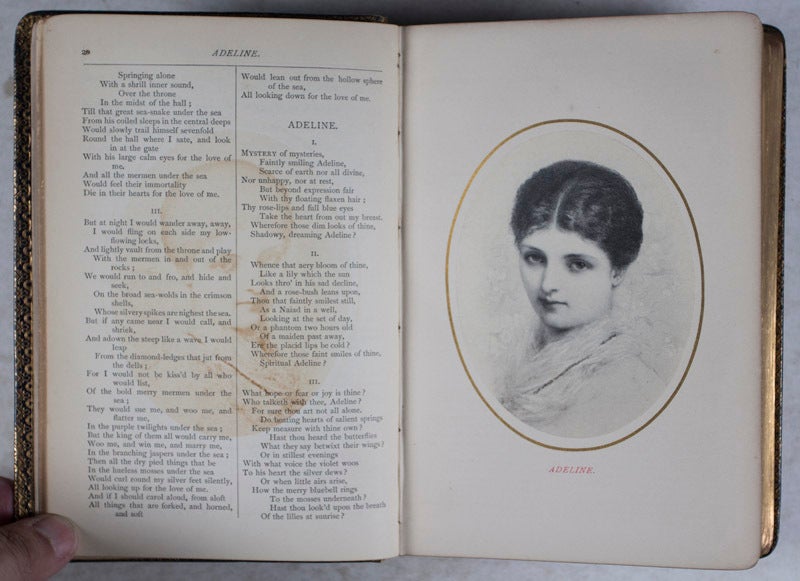 20
ADELINE.
Springing alone
With a shrill inner sound,
Over the throne
In the midst of the hall ;
Till that great sea-snake under the sea
From his coiled sleeps in the central deeps
Would slowly trail himself sevenfold
Round the hall where I sate, and look
in at the gate
With his large calm eyes for the love of
me.
And all the mermen under the sea
Would feel their immortality
Die in their hearts for the love of me.
III.
But at night I would wander away, away,
I would fling on each side my low-
flowing locks,
And lightly vault from the throne and play
With the mermen in and out of the
rocks ;
We would run to and fro, and hide and
seek,
On the broad sea-wolds in the crimson
shells,
Whose silvery spikes are nighest the sea.
But if any came near I would call, and
shriek,
And adown the steep like a wave I would
leap
From the diamond-ledges that jut from
the dells ;
For I would not be kiss'd by all who
would list,
Of the bold merry mermen under the
sea ;
They would sue me, and woo me, and
flatter me,
In the purple twilights under the sea ;
But the king of them all would carry me,
Woo me, and win me, and marry me,
In the branching jaspers under the sea ;
Then all the dry pied things that be
In the hueless mosses under the sea
Would curl round my silver feet silently,
All looking up for the love of me.
And if I should carol aloud, from aloft
All things that are forked, and horned,
and soft
Would lean out from the hollow sphere
of the sea,
All looking down for the love of me.
ADELINE.
I.
MYSTERY of mysteries,
Faintly smiling Adeline,
Scarce of earth nor all divine,
Nor unhappy, nor at rest,
But beyond expression fair
With thy floating flaxen hair ;
Thy rose-lips and full blue eyes
Take the heart from out my breast.
Wherefore those dim looks of thine,
Shadowy, dreaming Adeline ?
II.
Whence that aery bloom of thine,
Like a lily which the sun
Looks thro' in his sad decline,
And a rose-bush leans upon,
Thou that faintly smilest still,
As a Naiad in a well,
Looking at the set of day,
Or a phantom two hours old
Of a maiden past away,
Ere the placid lips be cold ?
Wherefore those faint smiles of thine,
Spiritual Adeline ?
III.
What hope or fear or joy is thine ?
Who talketh with thee, Adeline ?
For sure thou art not all alone.
Do beating hearts of salient springs
Keep measure with thine own ?
Hast thou heard the butterflies
What they say betwixt their wings ?
Or in stillest evenings
With what voice the violet woos
To his heart the silver dews ?
Or when little airs arise,
How the merry bluebell rings
To the mosses underneath ?
Hast thou look'd upon the breath
Of the lilies at sunrise ?
ADELINE.